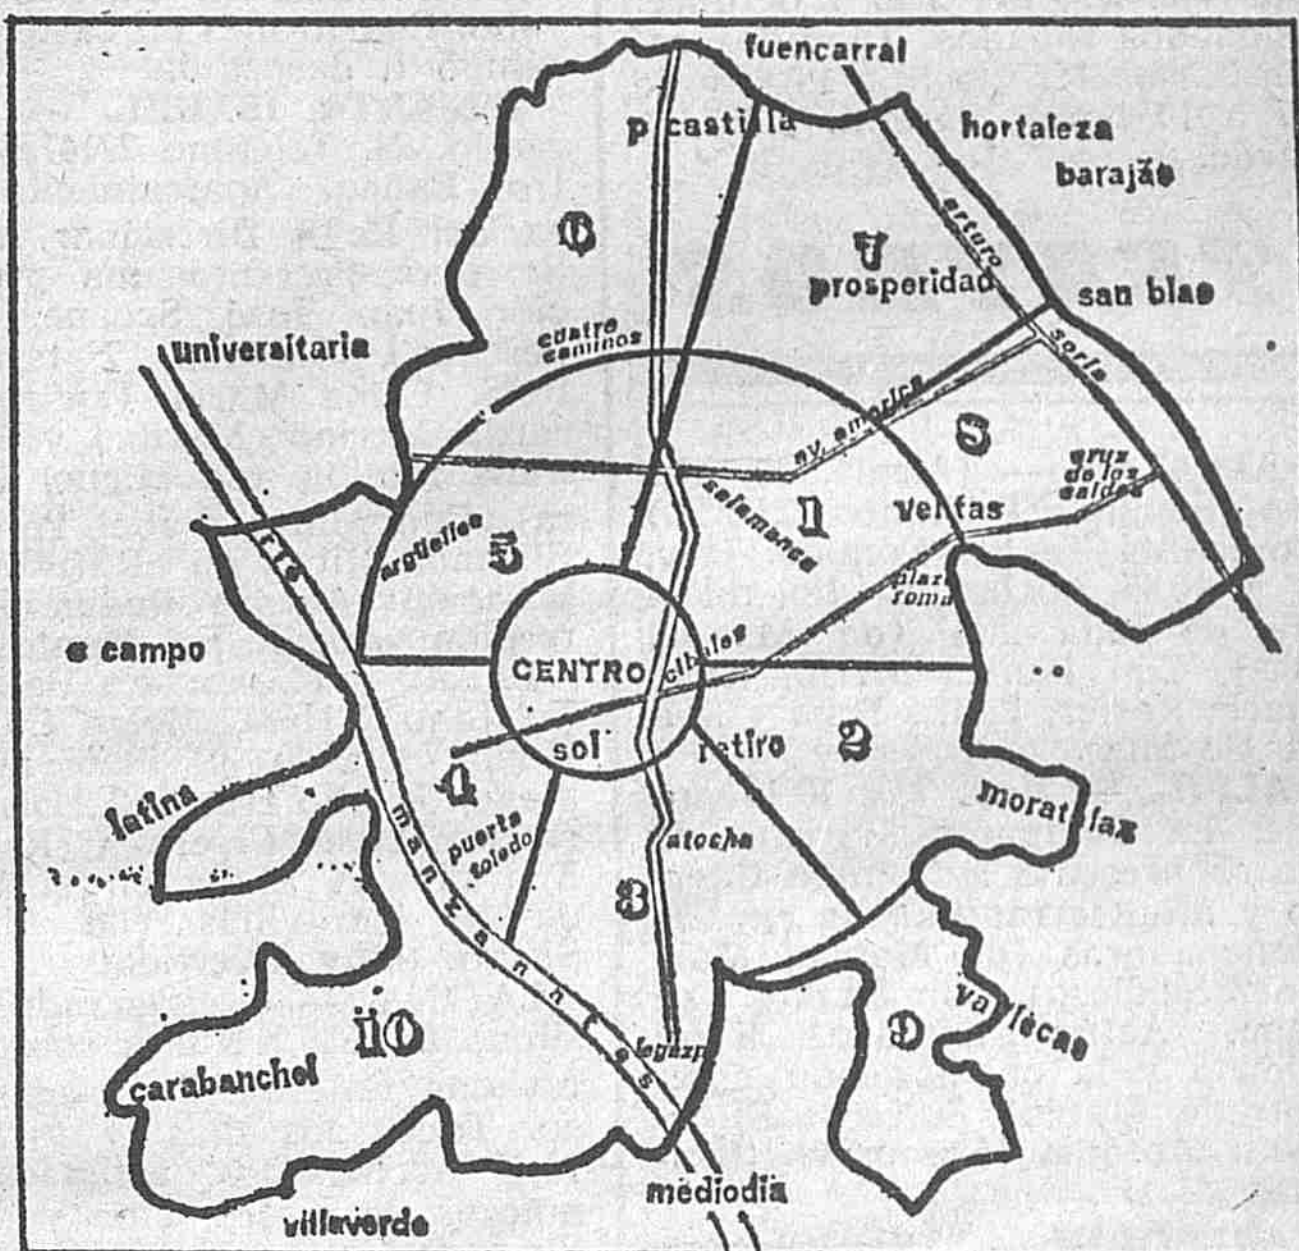 fuencarral
p castilla
hortaleza
barajas
6
arturo
7
prosperidad
san blas
cuatro
caminos
soria
universitaria
av. america
8
cruz
de los
caidos
salamanca
1
ventas
argüelles
5
rio
plaza
roma
e campo
CENTRO
cibeles
sol
retiro
2
4
latina
moratalaz
puerta
toledo
manzanares
atocha
3
vallecas
10
9
legazpi
carabanchel
mediodia
villaverde